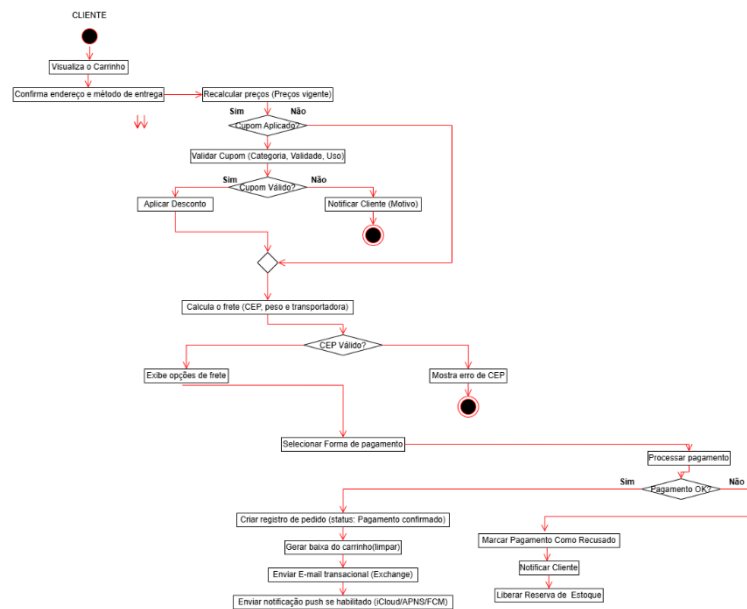 CLIENTE
Visualiza o Carrinho
Confirma endereço e método de entrega
Recalcular preços (Preços vigente)
Sim
Não
Cupom Aplicado?
Validar Cupom (Categoria, Validade, Uso)
Sim
Não
Cupom Válido?
Aplicar Desconto
Notificar Cliente (Motivo)
Calcula o frete (CEP, peso e transportadora)
CEP Válido?
Exibe opções de frete
Mostra erro de CEP
Selecionar Forma de pagamento
Processar pagamento
Sim
Não
Pagamento OK?
Criar registro de pedido (status: Pagamento confirmado)
Marcar Pagamento Como Recusado
Gerar baixa do carrinho(limpar)
Notificar Cliente
Enviar E-mail transacional (Exchange)
Liberar Reserva de Estoque
Enviar notificação push se habilitado (iCloud/APNS/FCM)